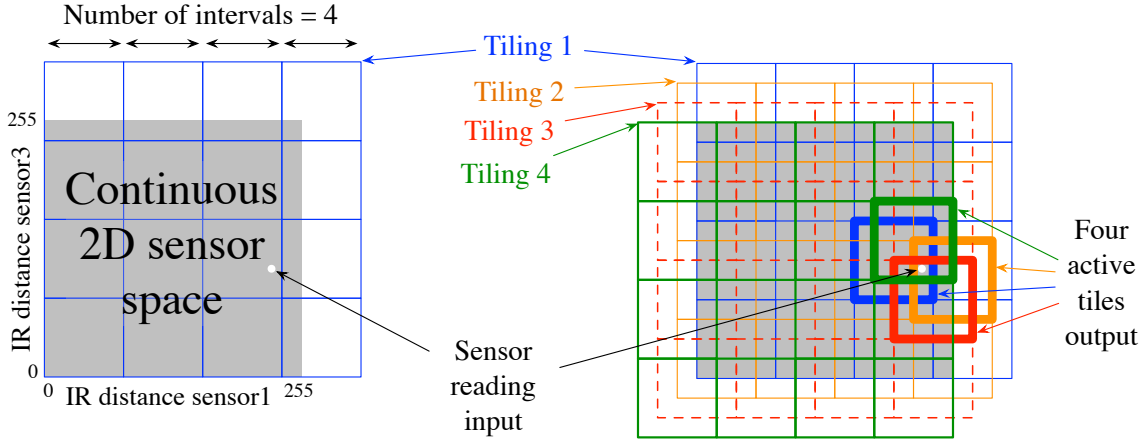 Number of intervals = 4
255
IR distance sensor3
0
Continuous
2D sensor
space
0
IR distance sensor1
255
Tiling 1
Tiling 2
Tiling 3
Tiling 4
Sensor
reading
input
Four
active
tiles
output